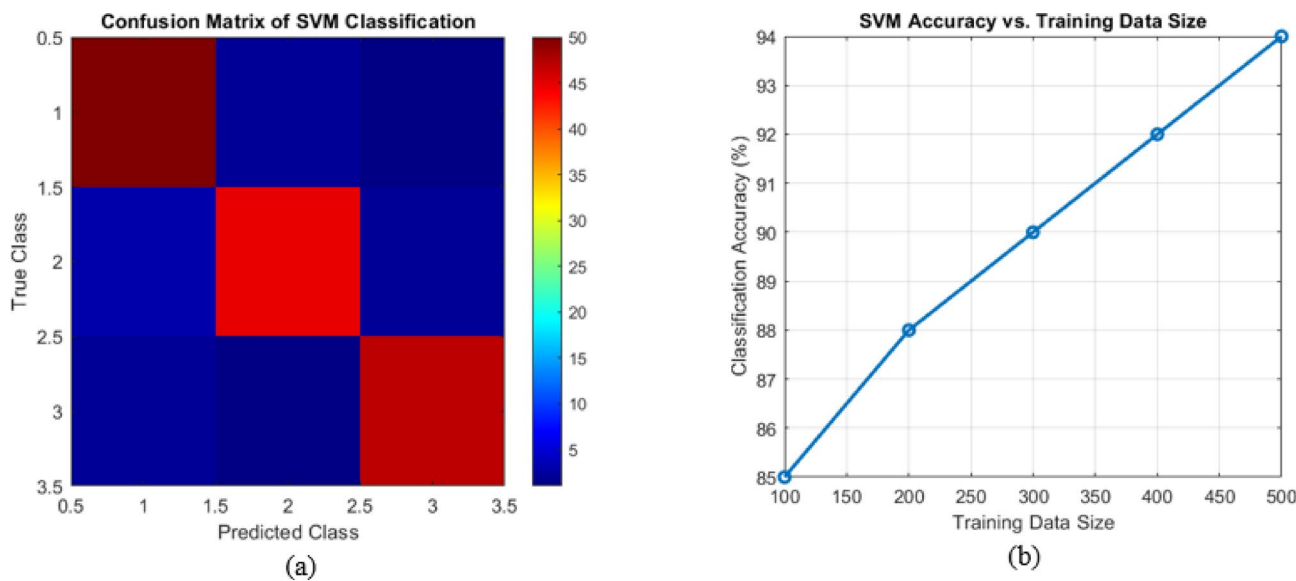 Confusion Matrix of SVM Classification
0.5
1
1.5
2
2.5
3
3.5
True Class
0.5 1 1.5 2 2.5 3 3.5
Predicted Class
50
45
40
35
30
25
20
15
10
5
(a)
SVM Accuracy vs. Training Data Size
94
93
92
91
90
89
88
87
86
85
Classification Accuracy (%)
100 150 200 250 300 350 400 450 500
Training Data Size
(b)